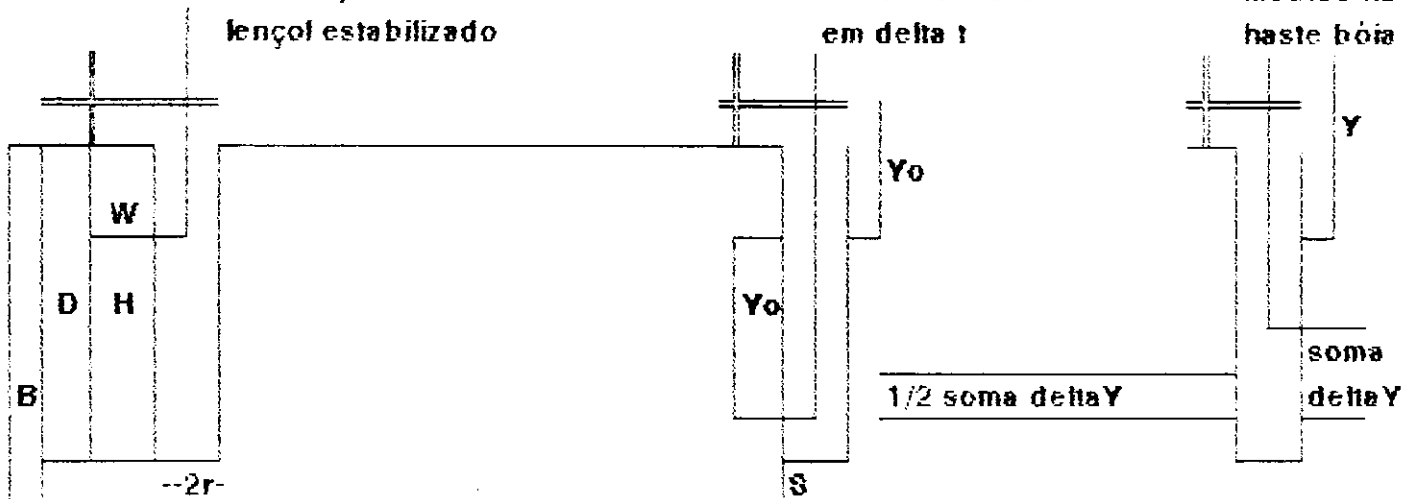 lençol estabilizado
em delta t
haste bóia
Y
Yo
W
D H
Yo
soma
B
1/2 soma deltaY
deltaY
--2r-
S